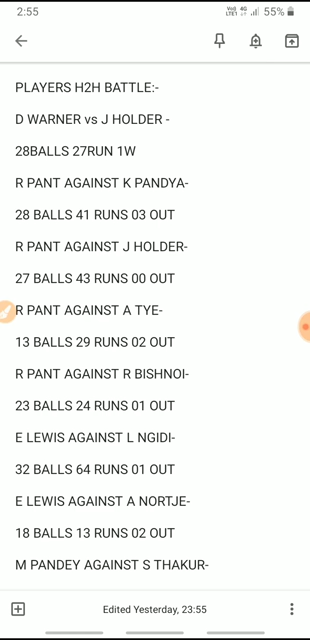 2:55
Vo)) 4G LTE1 55%
PLAYERS H2H BATTLE:-
D WARNER vs J HOLDER -
28BALLS 27RUN 1W
R PANT AGAINST K PANDYA-
28 BALLS 41 RUNS 03 OUT
R PANT AGAINST J HOLDER-
27 BALLS 43 RUNS 00 OUT
R PANT AGAINST A TYE-
13 BALLS 29 RUNS 02 OUT
R PANT AGAINST R BISHNOI-
23 BALLS 24 RUNS 01 OUT
E LEWIS AGAINST L NGIDI-
32 BALLS 64 RUNS 01 OUT
E LEWIS AGAINST A NORTJE-
18 BALLS 13 RUNS 02 OUT
M PANDEY AGAINST S THAKUR-
Edited Yesterday, 23:55